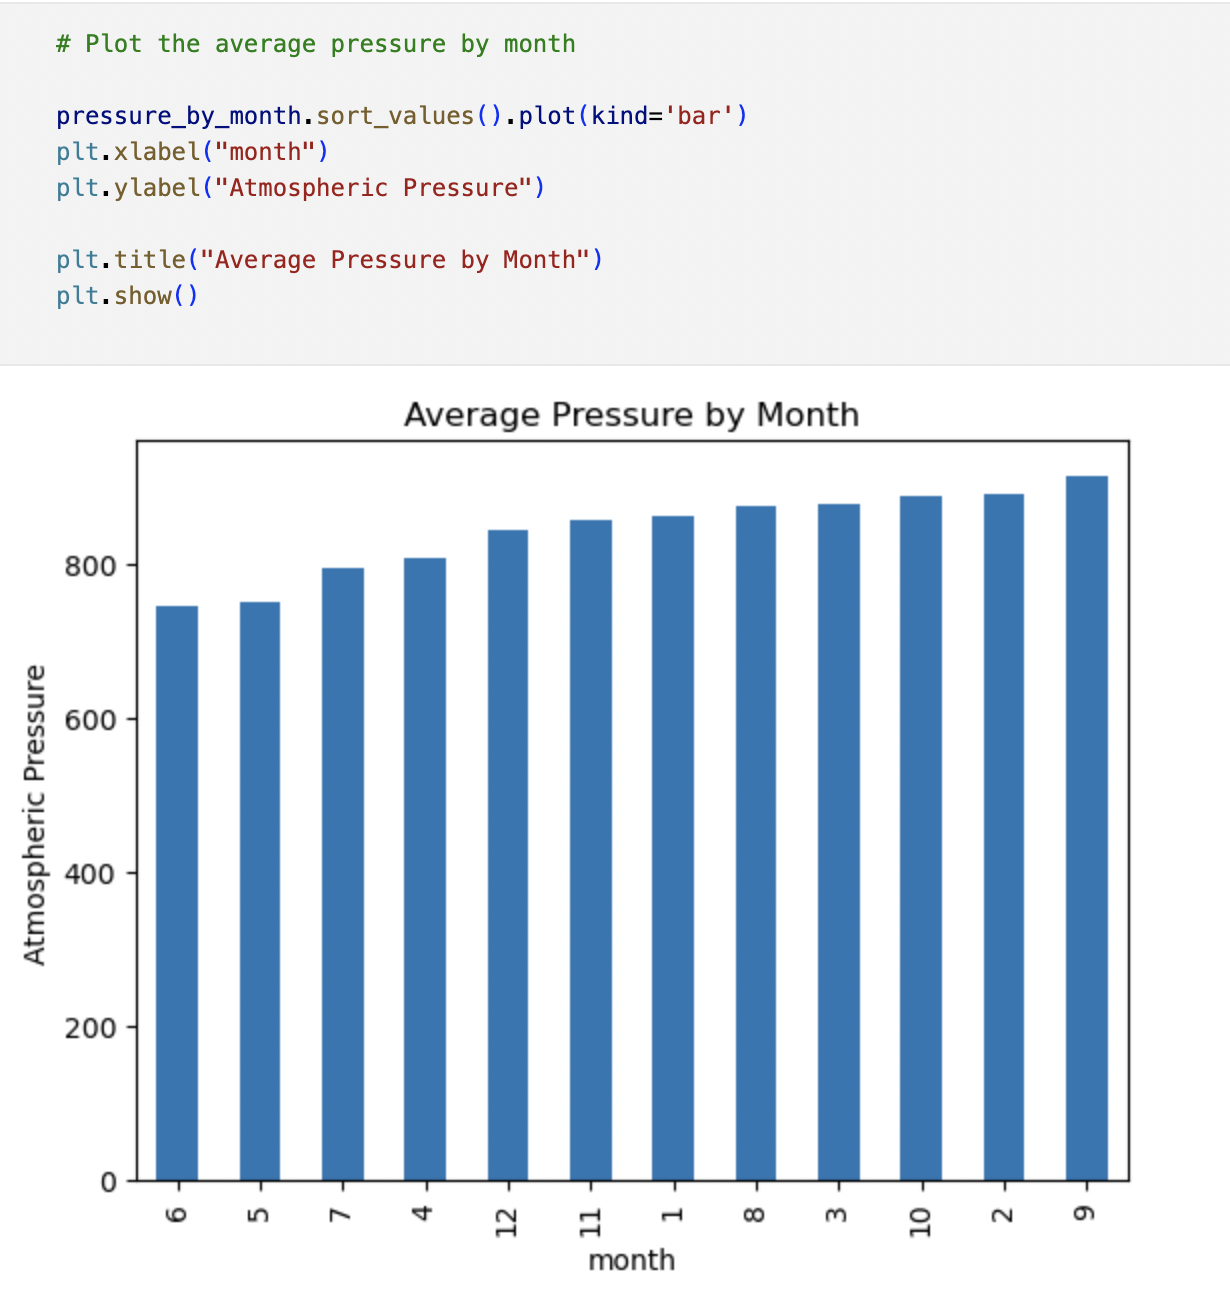 # Plot the average pressure by month
pressure_by_month.sort_values().plot(kind='bar')
plt.xlabel("month")
plt.ylabel("Atmospheric Pressure")
plt.title("Average Pressure by Month")
plt.show()
Average Pressure by Month
Atmospheric Pressure
800
600
400
200
0
6 5 7 4 12 11 1 8 3 10 2 9
month